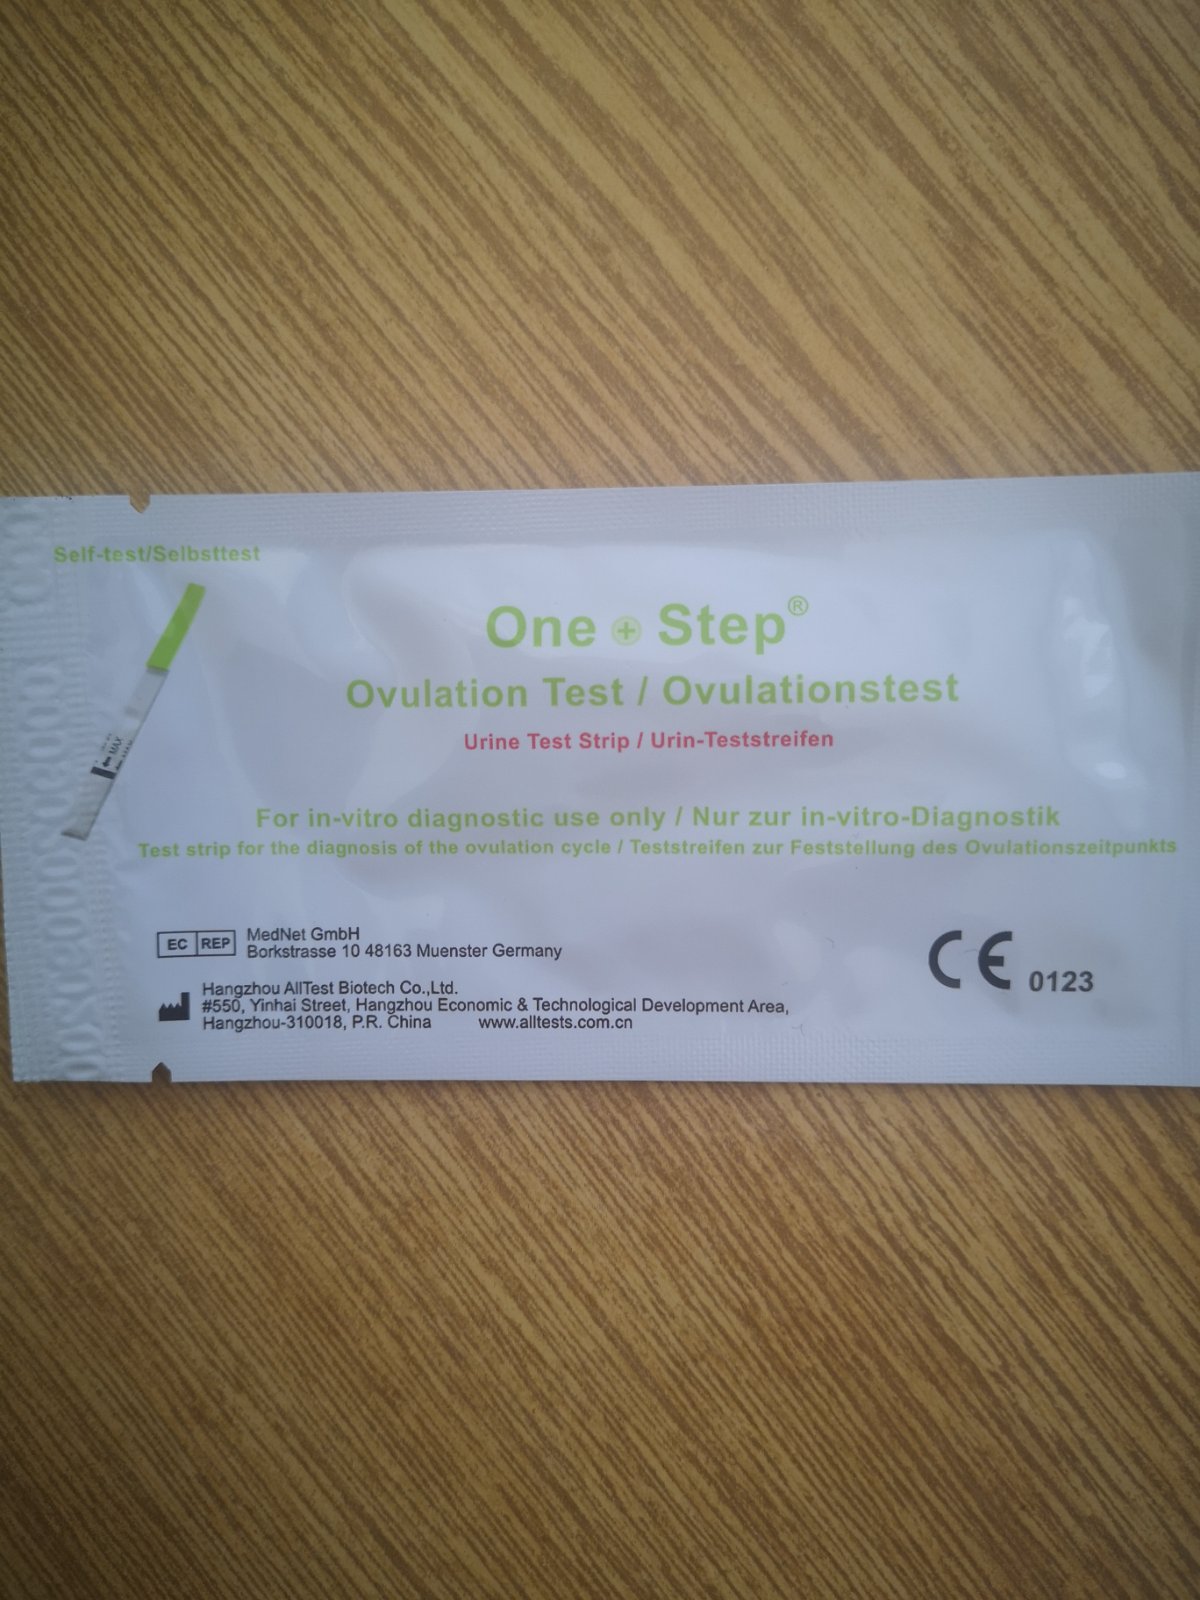 Self-test/Selbsttest
One + Step®
Ovulation Test / Ovulationstest
Urine Test Strip / Urin-Teststreifen
MAX
For in-vitro diagnostic use only / Nur zur in-vitro-Diagnostik
Test strip for the diagnosis of the ovulation cycle / Teststreifen zur Feststellung des Ovulationszeitpunkts
EC REP
MedNet GmbH
Borkstrasse 10 48163 Muenster Germany
CE 0123
Hangzhou AllTest Biotech Co.,Ltd.
#550, Yinhai Street, Hangzhou Economic & Technological Development Area,
Hangzhou-310018, P.R. China www.alltests.com.cn